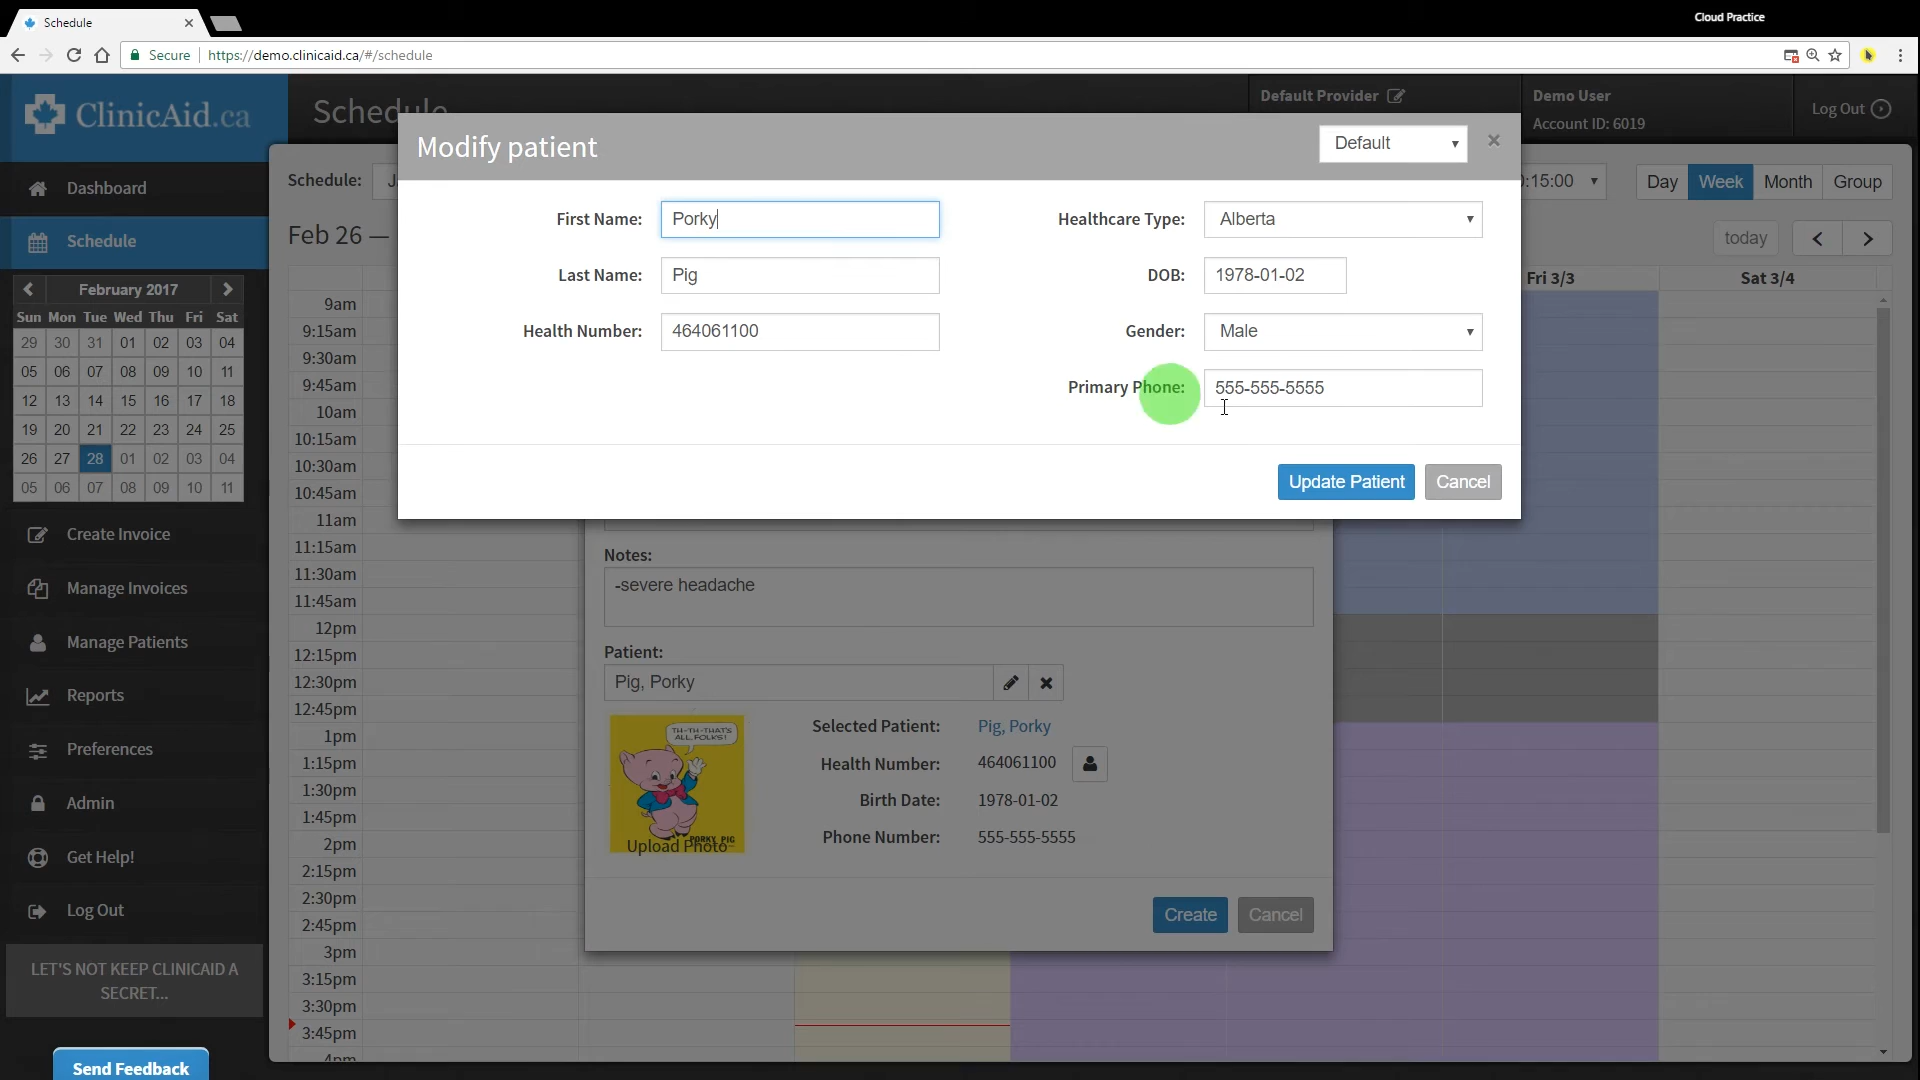 Schedule
Cloud Practice
Secure
https://demo.clinicaid.ca/#/schedule
ClinicAid.ca
Schedule
Default Provider
Demo User
Account ID: 6019
Log Out
Modify patient
Default
First Name:
Porky
Last Name:
Pig
Health Number:
464061100
Healthcare Type:
Alberta
DOB:
1978-01-02
Gender:
Male
Primary Phone:
555-555-5555
Update Patient
Cancel
Dashboard
Schedule
February 2017
Sun Mon Tue Wed Thu Fri Sat
29 30 31 01 02 03 04
05 06 07 08 09 10 11
12 13 14 15 16 17 18
19 20 21 22 23 24 25
26 27 28 01 02 03 04
05 06 07 08 09 10 11
Create Invoice
Manage Invoices
Manage Patients
Reports
Preferences
Admin
Get Help!
Log Out
LET'S NOT KEEP CLINICAID A
SECRET...
Send Feedback
Schedule:
:15:00
Day
Week
Month
Group
Feb 26 —
today
Fri 3/3
Sat 3/4
9am
9:15am
9:30am
9:45am
10am
10:15am
10:30am
10:45am
11am
11:15am
11:30am
11:45am
12pm
12:15pm
12:30pm
12:45pm
1pm
1:15pm
1:30pm
1:45pm
2pm
2:15pm
2:30pm
2:45pm
3pm
3:15pm
3:30pm
3:45pm
4pm
Notes:
-severe headache
Patient:
Pig, Porky
TH-TH-THAT'S
ALL, FOLKS!
PORKY PIG
Upload Photo
Selected Patient:
Pig, Porky
Health Number:
464061100
Birth Date:
1978-01-02
Phone Number:
555-555-5555
Create
Cancel